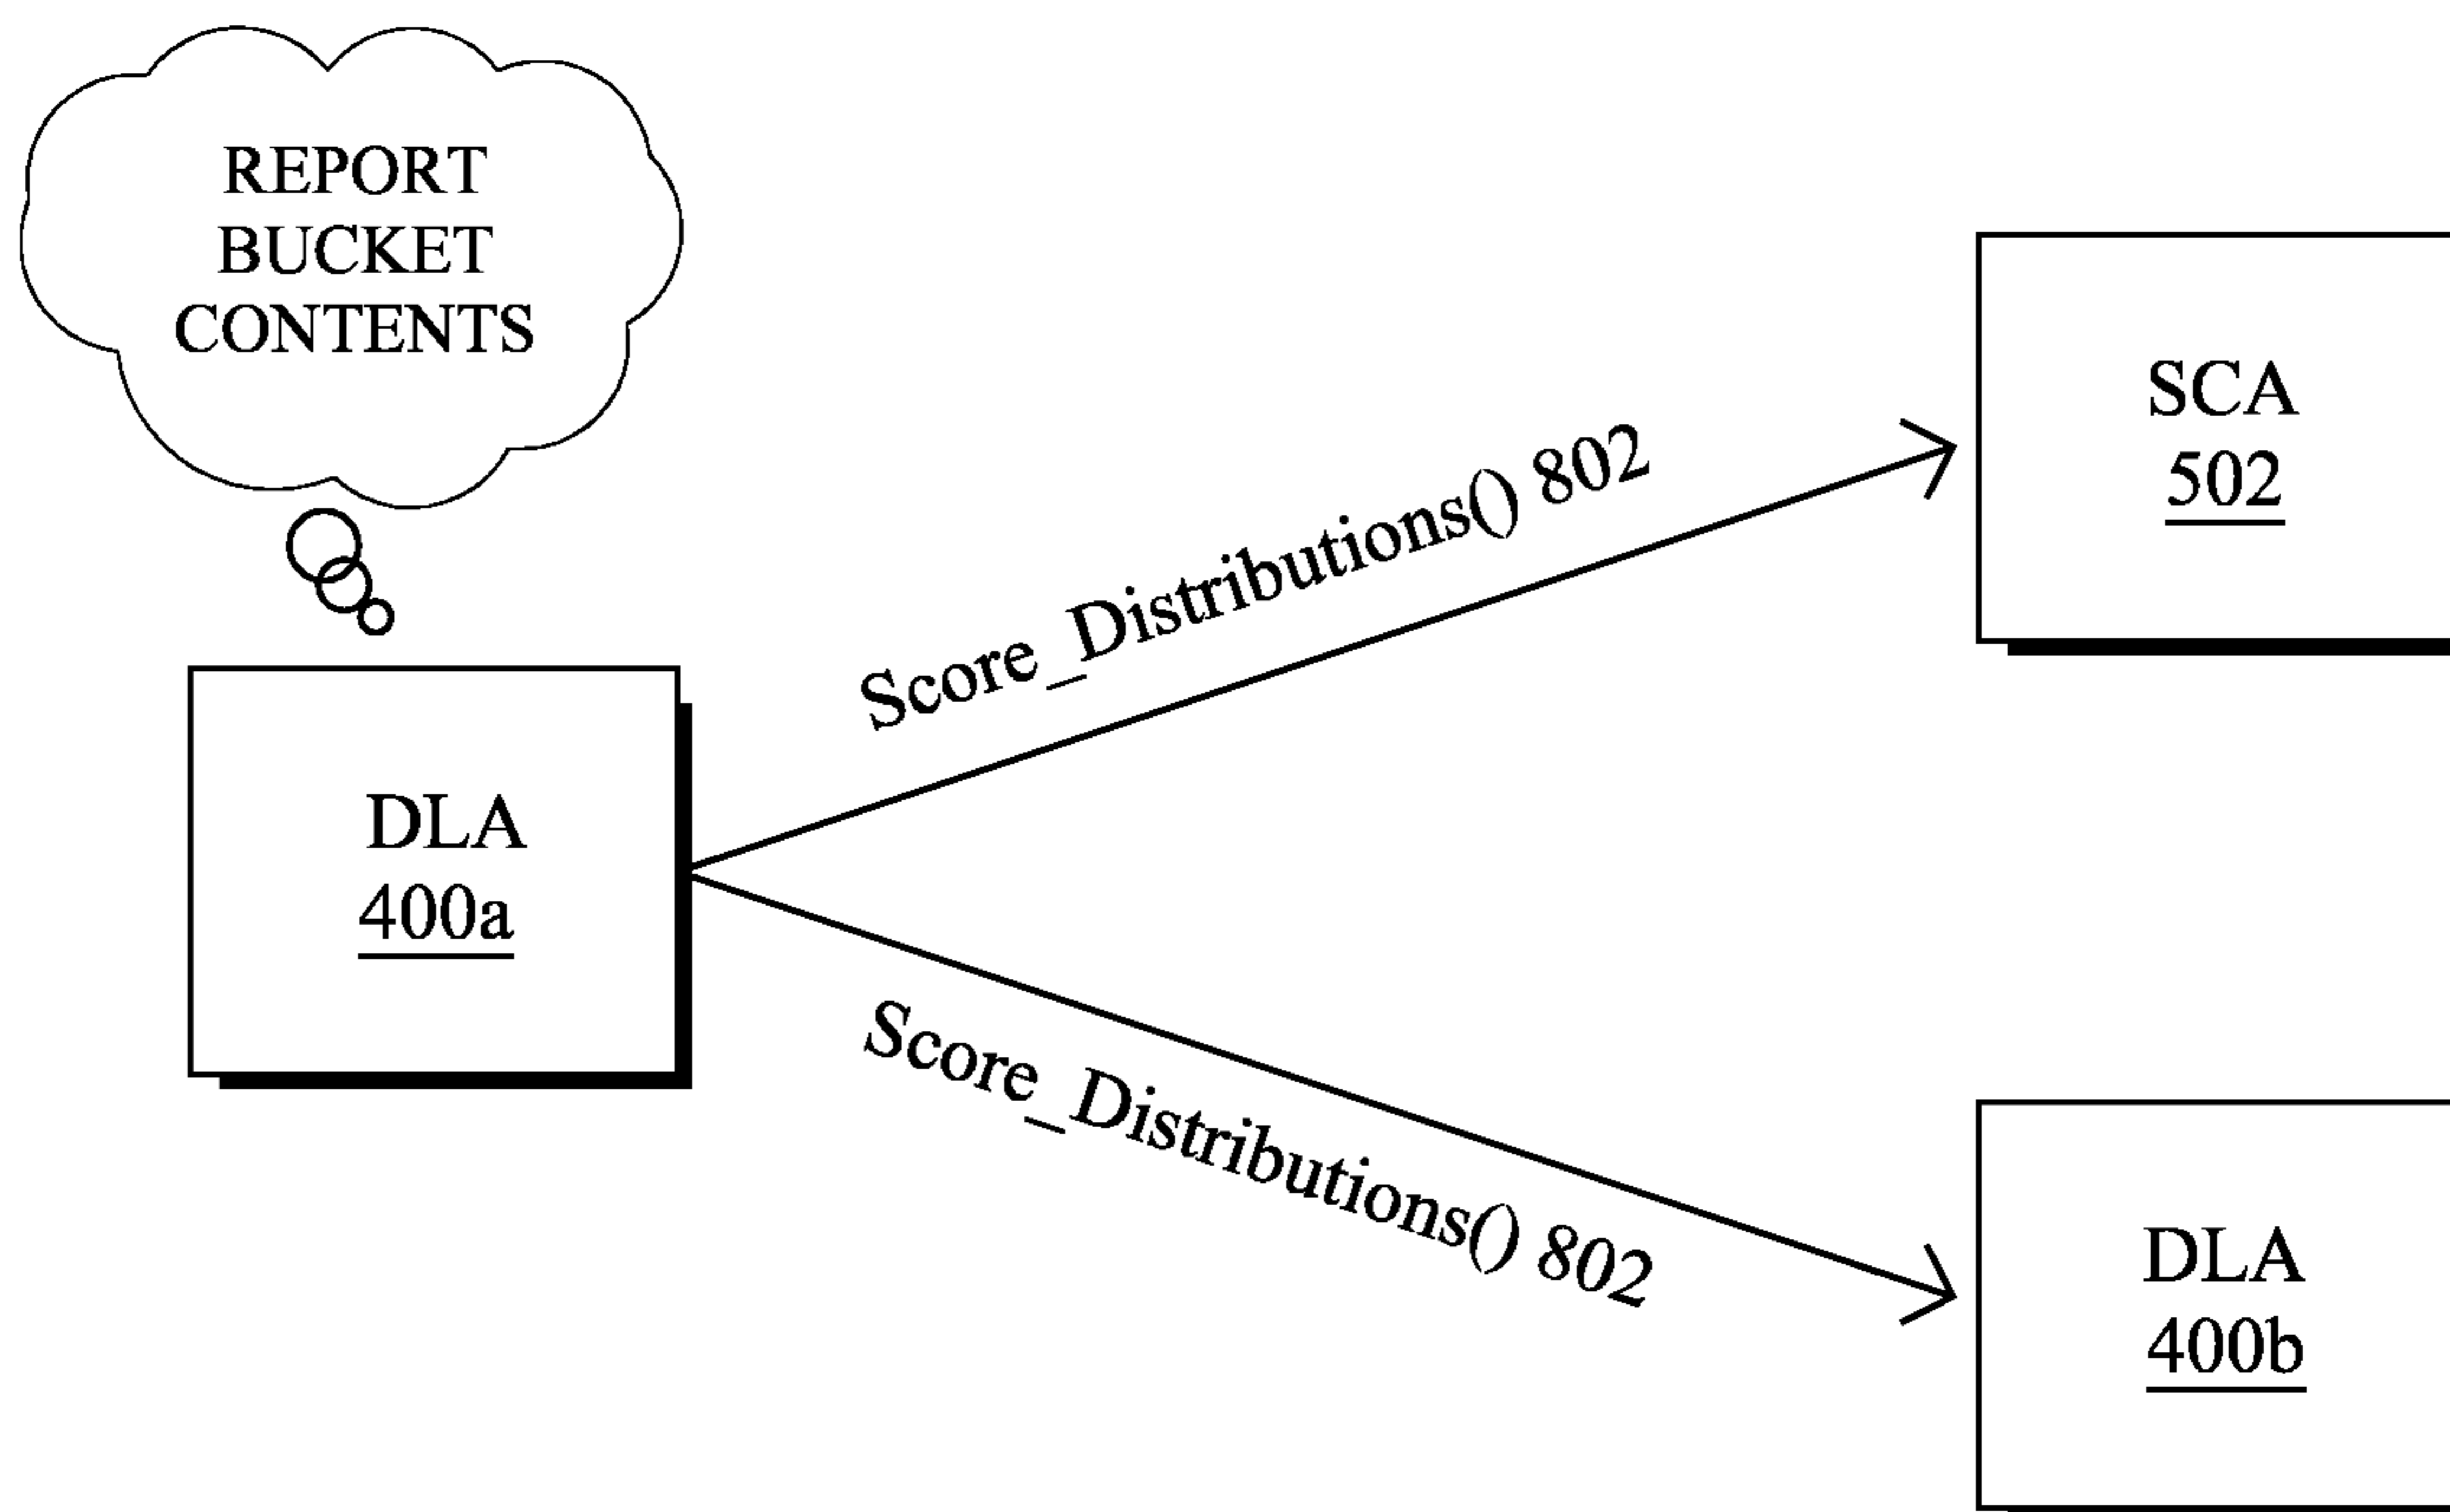 REPORT
BUCKET
CONTENTS
SCA
502
Score_Distributions() 802
DLA
400a
Score_Distributions() 802
DLA
400b